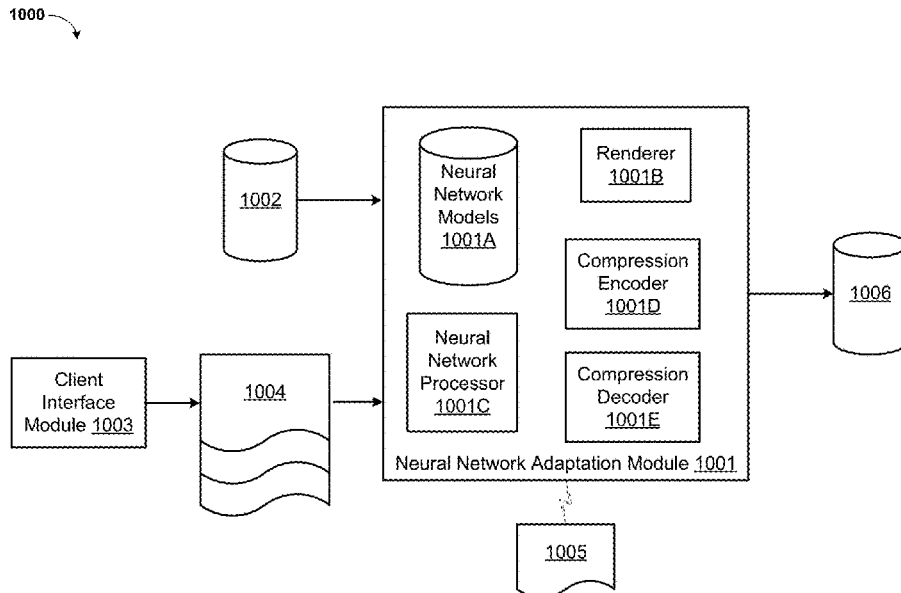 1000
1002
Neural
Network
Models
1001A
Renderer
1001B
Compression
Encoder
1001D
1006
Client
Interface
Module 1003
1004
Neural
Network
Processor
1001C
Compression
Decoder
1001E
Neural Network Adaptation Module 1001
1005